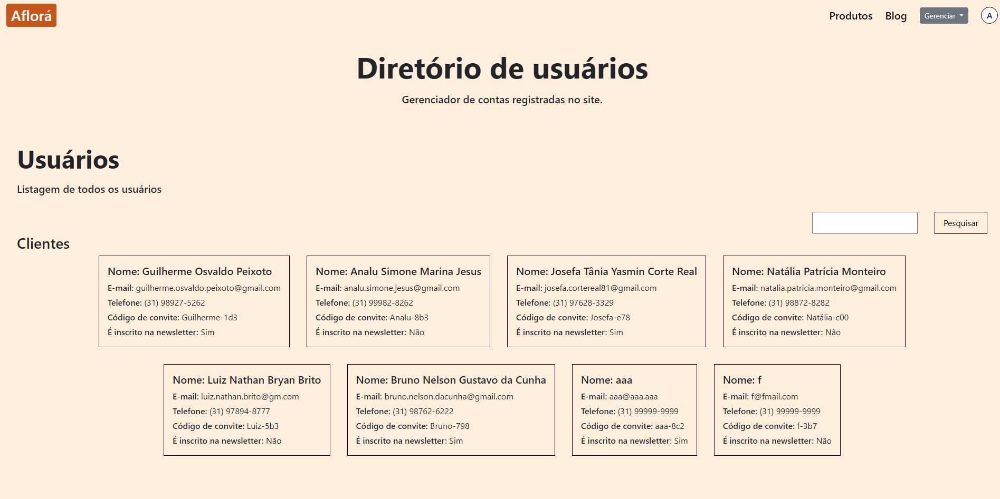 Aflorá
Produtos Blog Gerenciar A
Diretório de usuários
Gerenciador de contas registradas no site.
Usuários
Listagem de todos os usuários
Pesquisar
Clientes
Nome: Guilherme Osvaldo Peixoto
E-mail: guilherme.osvaldo.peixoto@gmail.com
Telefone: (31) 98927-5262
Código de convite: Guilherme-1d3
É inscrito na newsletter: Sim
Nome: Analu Simone Marina Jesus
E-mail: analu.simone.jesus@gmail.com
Telefone: (31) 99982-8262
Código de convite: Analu-8b3
É inscrito na newsletter: Não
Nome: Josefa Tânia Yasmin Corte Real
E-mail: josefa.cortereal81@gmail.com
Telefone: (31) 97628-3329
Código de convite: Josefa-e78
É inscrito na newsletter: Sim
Nome: Natália Patrícia Monteiro
E-mail: natalia.patricia.monteiro@gmail.com
Telefone: (31) 98872-8282
Código de convite: Natália-c00
É inscrito na newsletter: Não
Nome: Luiz Nathan Bryan Brito
E-mail: luiz.nathan.brito@gm.com
Telefone: (31) 97894-8777
Código de convite: Luiz-5b3
É inscrito na newsletter: Não
Nome: Bruno Nelson Gustavo da Cunha
E-mail: bruno.nelson.dacunha@gmail.com
Telefone: (31) 98762-6222
Código de convite: Bruno-798
É inscrito na newsletter: Sim
Nome: aaa
E-mail: aaa@aaa.aaa
Telefone: (31) 99999-9999
Código de convite: aaa-8c2
É inscrito na newsletter: Sim
Nome: f
E-mail: f@fmail.com
Telefone: (31) 99999-9999
Código de convite: f-3b7
É inscrito na newsletter: Não